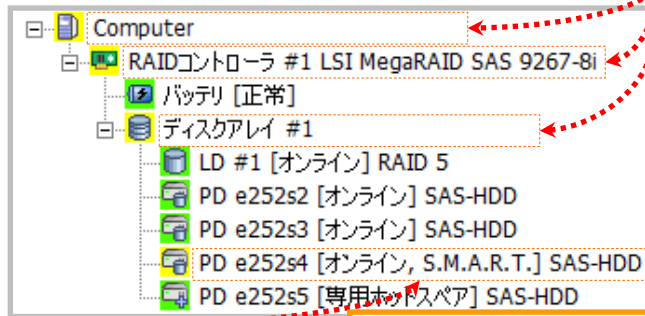 Computer
RAIDコントローラ #1 LSI MegaRAID SAS 9267-8i
バッテリ [正常]
ディスクアレイ #1
LD #1 [オンライン] RAID 5
PD e252s2 [オンライン] SAS-HDD
PD e252s3 [オンライン] SAS-HDD
PD e252s4 [オンライン, S.M.A.R.T.] SAS-HDD
PD e252s5 [専用ホットスペア] SAS-HDD